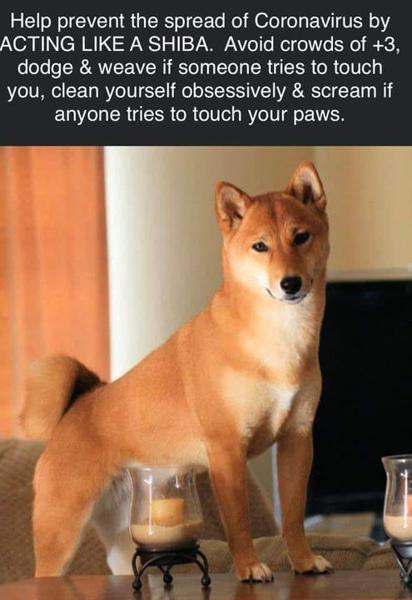 Help prevent the spread of Coronavirus by
ACTING LIKE A SHIBA.  Avoid crowds of +3,
dodge & weave if someone tries to touch
you, clean yourself obsessively & scream if
anyone tries to touch your paws.